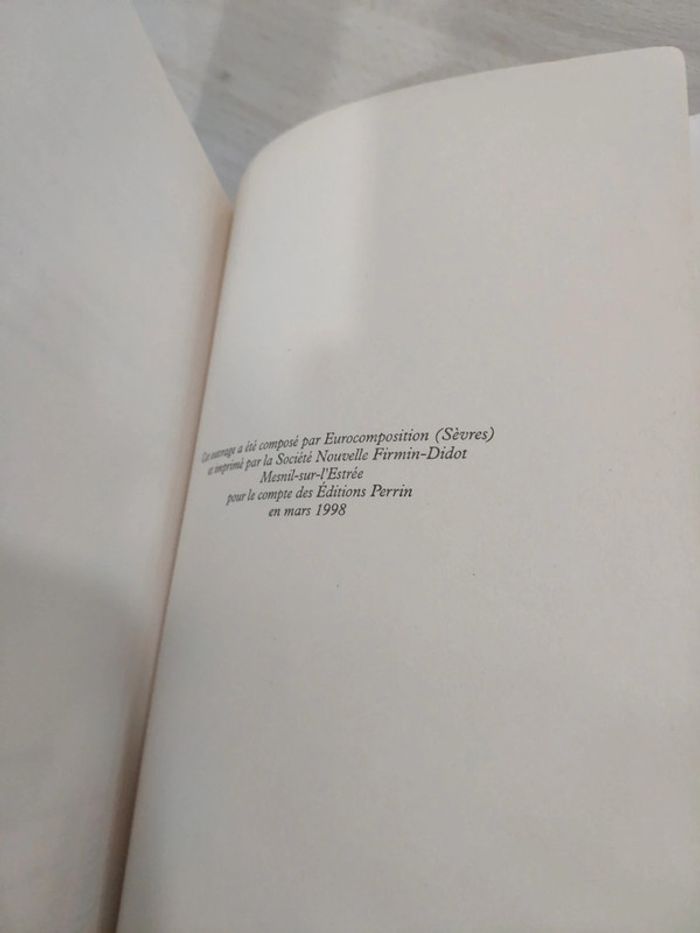 Cet ouvrage a été composé par Eurocomposition (Sèvres)
et imprimé par la Société Nouvelle Firmin-Didot
Mesnil-sur-l'Estrée
pour le compte des Éditions Perrin
en mars 1998